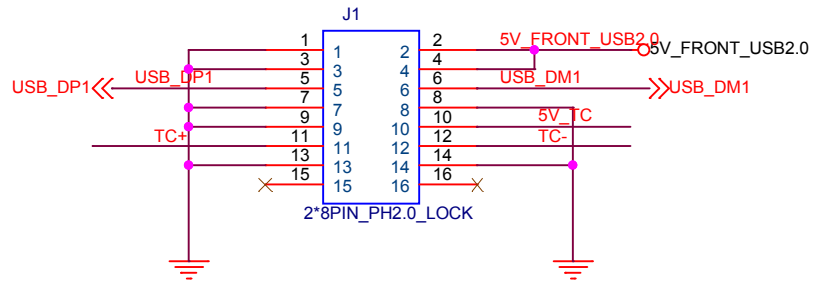 J1
1 1 2 2 5V_FRONT_USB2.0 5V_FRONT_USB2.0
3 3 4 4
USB_DP1 USB_DP1 5 5 6 6 USB_DM1 USB_DM1
7 7 8 8
9 9 10 10 5V_TC
TC+ 11 11 12 12 TC-
13 13 14 14
15 15 16 16
2*8PIN_PH2.0_LOCK